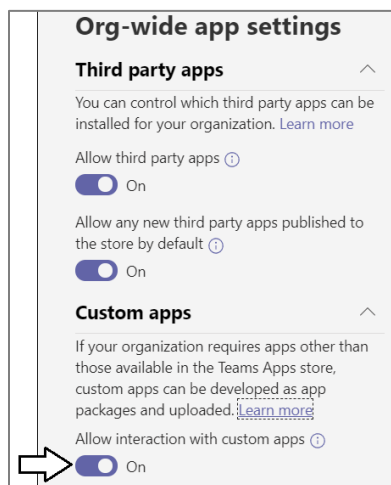 Org-wide app settings
Third party apps
You can control which third party apps can be
installed for your organization. Learn more
Allow third party apps
On
Allow any new third party apps published to
the store by default
On
Custom apps
If your organization requires apps other than
those available in the Teams Apps store,
custom apps can be developed as app
packages and uploaded. Learn more
Allow interaction with custom apps
On